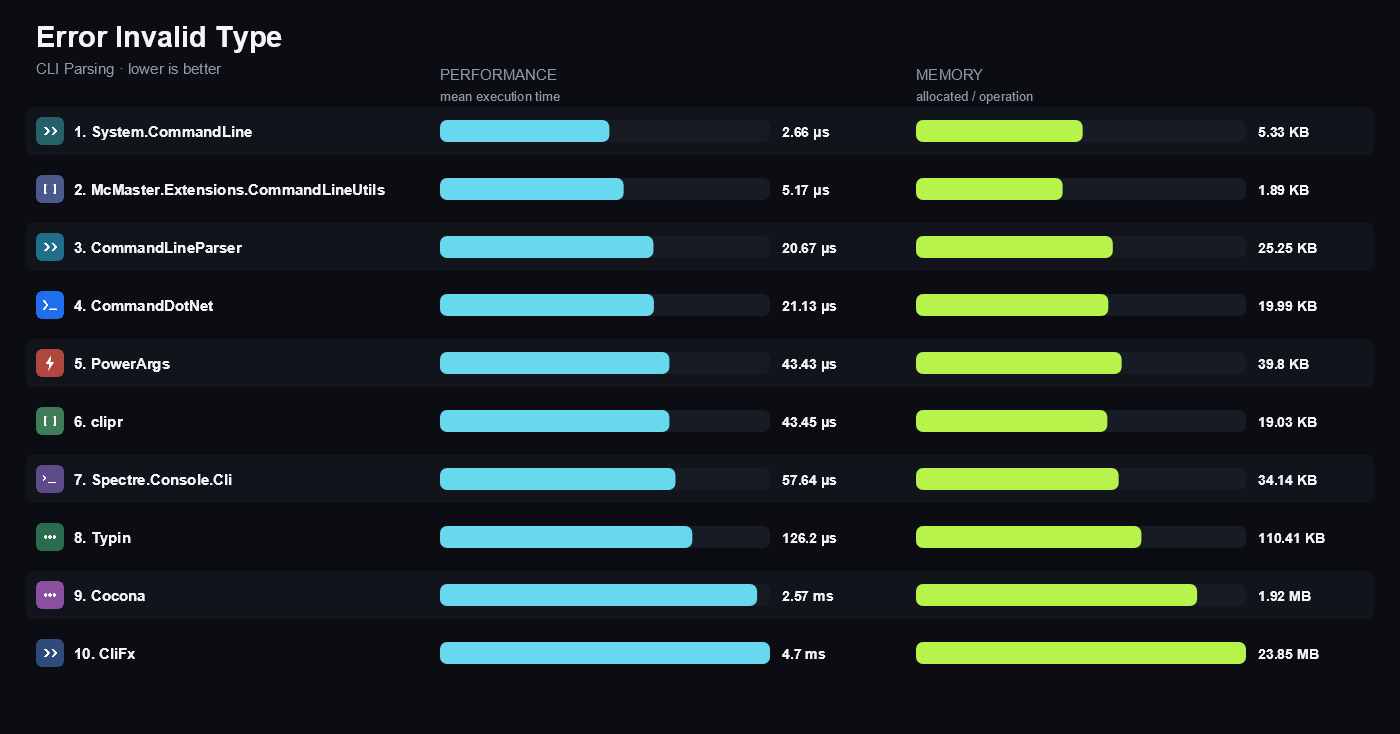 Error Invalid Type
CLI Parsing · lower is better
PERFORMANCE
mean execution time
MEMORY
allocated / operation
1. System.CommandLine 2.66 µs 5.33 KB
2. McMaster.Extensions.CommandLineUtils 5.17 µs 1.89 KB
3. CommandLineParser 20.67 µs 25.25 KB
4. CommandDotNet 21.13 µs 19.99 KB
5. PowerArgs 43.43 µs 39.8 KB
6. clipr 43.45 µs 19.03 KB
7. Spectre.Console.Cli 57.64 µs 34.14 KB
8. Typin 126.2 µs 110.41 KB
9. Cocona 2.57 ms 1.92 MB
10. CliFx 4.7 ms 23.85 MB